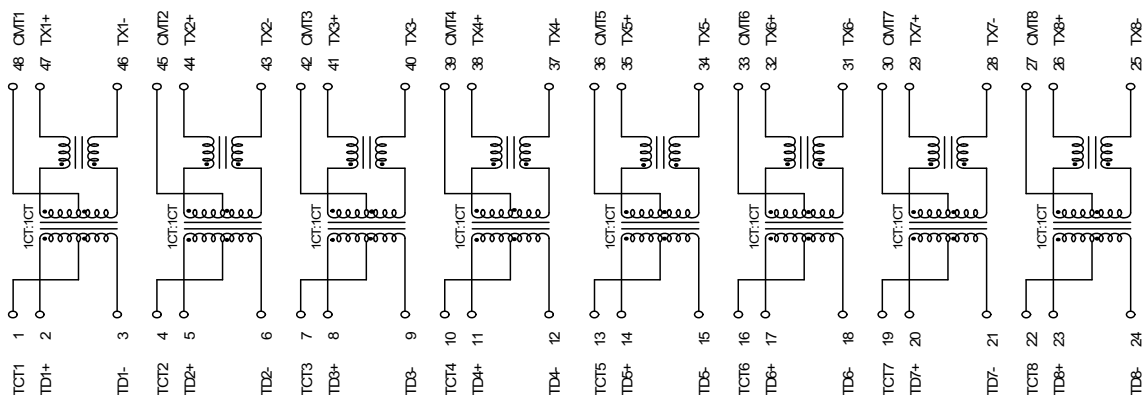 TCT1 1 48 CMT1
1CT:1CT
TD1+ 2 47 TX1+
TD1- 3 46 TX1-
TCT2 4 45 CMT2
1CT:1CT
TD2+ 5 44 TX2+
TD2- 6 43 TX2-
TCT3 7 42 CMT3
1CT:1CT
TD3+ 8 41 TX3+
TD3- 9 40 TX3-
TCT4 10 39 CMT4
1CT:1CT
TD4+ 11 38 TX4+
TD4- 12 37 TX4-
TCT5 13 36 CMT5
1CT:1CT
TD5+ 14 35 TX5+
TD5- 15 34 TX5-
TCT6 16 33 CMT6
1CT:1CT
TD6+ 17 32 TX6+
TD6- 18 31 TX6-
TCT7 19 30 CMT7
1CT:1CT
TD7+ 20 29 TX7+
TD7- 21 28 TX7-
TCT8 22 27 CMT8
1CT:1CT
TD8+ 23 26 TX8+
TD8- 24 25 TX8-